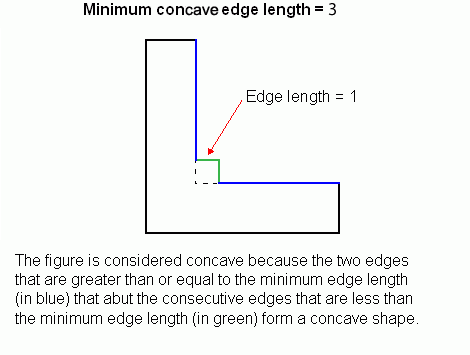 Minimum concave edge length = 3
Edge length = 1
The figure is considered concave because the two edges
that are greater than or equal to the minimum edge length
(in blue) that abut the consecutive edges that are less than
the minimum edge length (in green) form a concave shape.